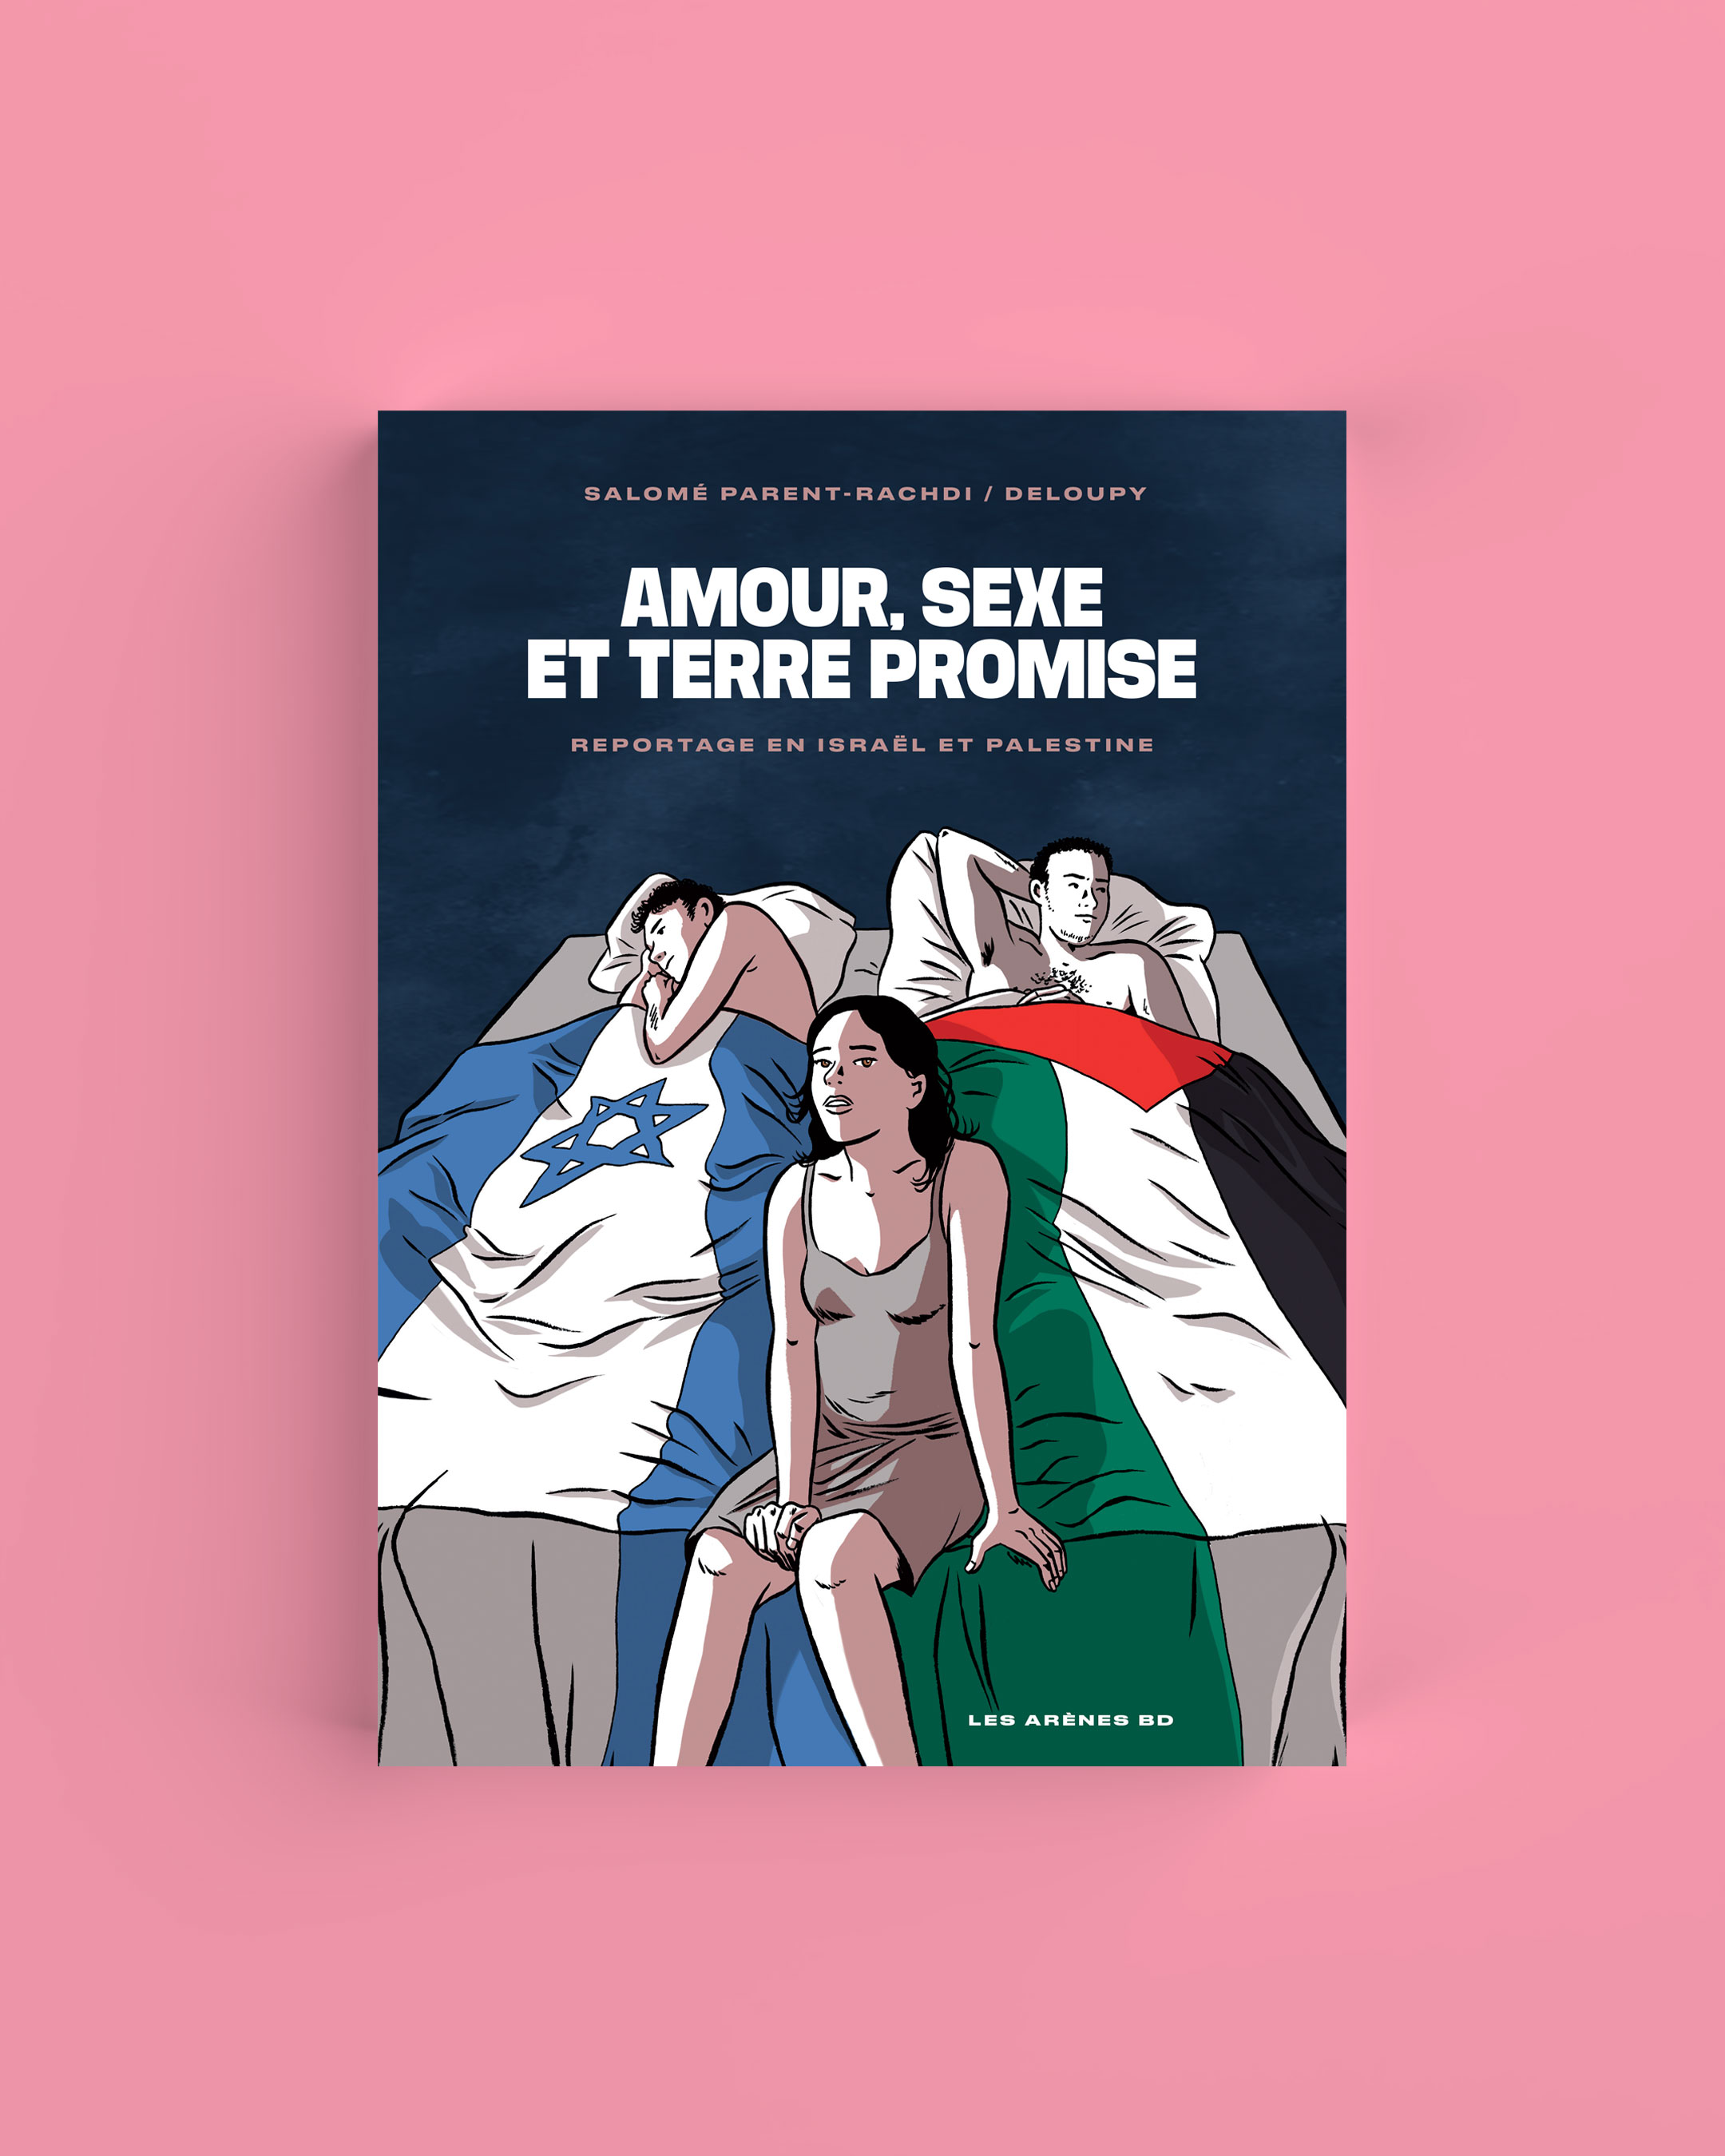 SALOMÉ PARENT-RACHDI / DELOUPY
AMOUR, SEXE
ET TERRE PROMISE
REPORTAGE EN ISRAËL ET PALESTINE
LES ARÈNES BD